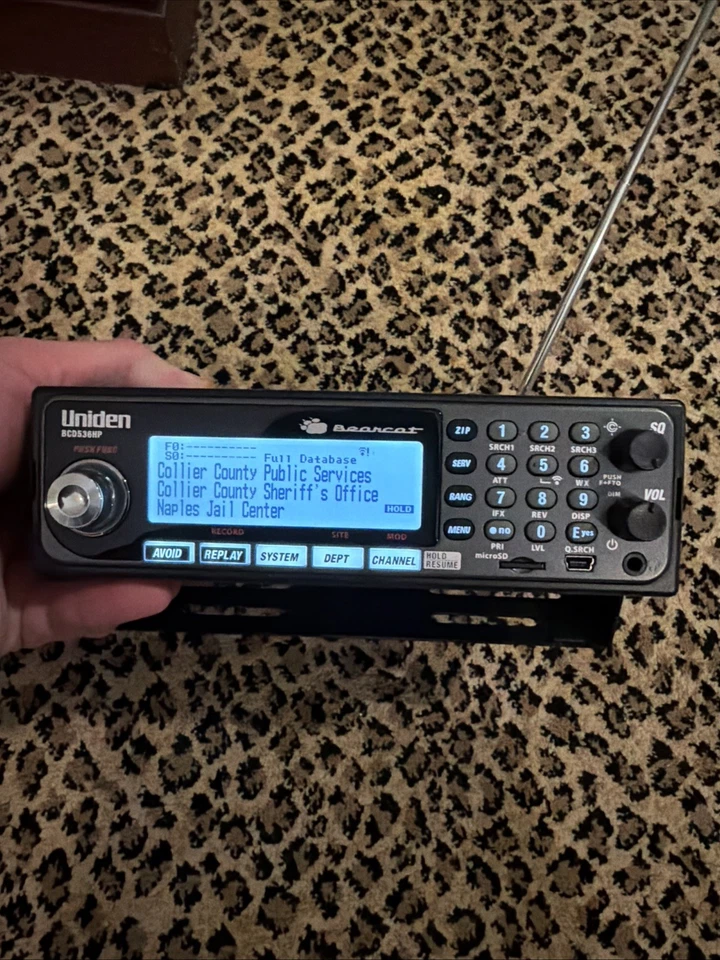 Uniden
BCD536HP
PUSH FUNC
Bearcat
F0:-----------
S0:----------- Full Database
Collier County Public Services
Collier County Sheriff's Office
Naples Jail Center
HOLD
RECORD
SITE
MOD
AVOID
REPLAY
SYSTEM
DEPT
CHANNEL
HOLD
RESUME
ZIP
1
2
3
SRCH1
SRCH2
SRCH3
SERV
4
5
6
ATT
WX
RANG
7
8
9
IFX
REV
DISP
MENU
• no
0
E yes
PRI
LVL
Q.SRCH
microSD
SQ
PUSH
DIM
VOL